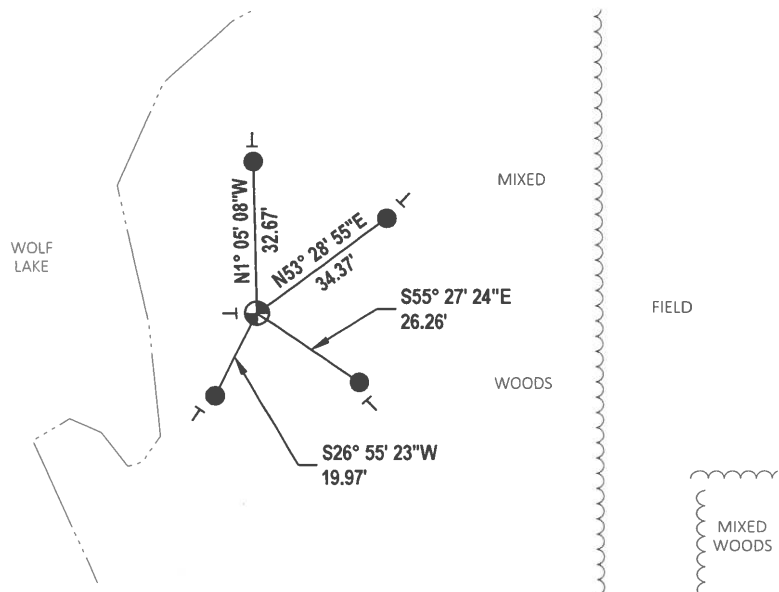 N1° 05' 08"W
32.67'
N53° 28' 55"E
34.37'
MIXED
WOLF
LAKE
S55° 27' 24"E
26.26'
FIELD
WOODS
S26° 55' 23"W
19.97'
MIXED
WOODS